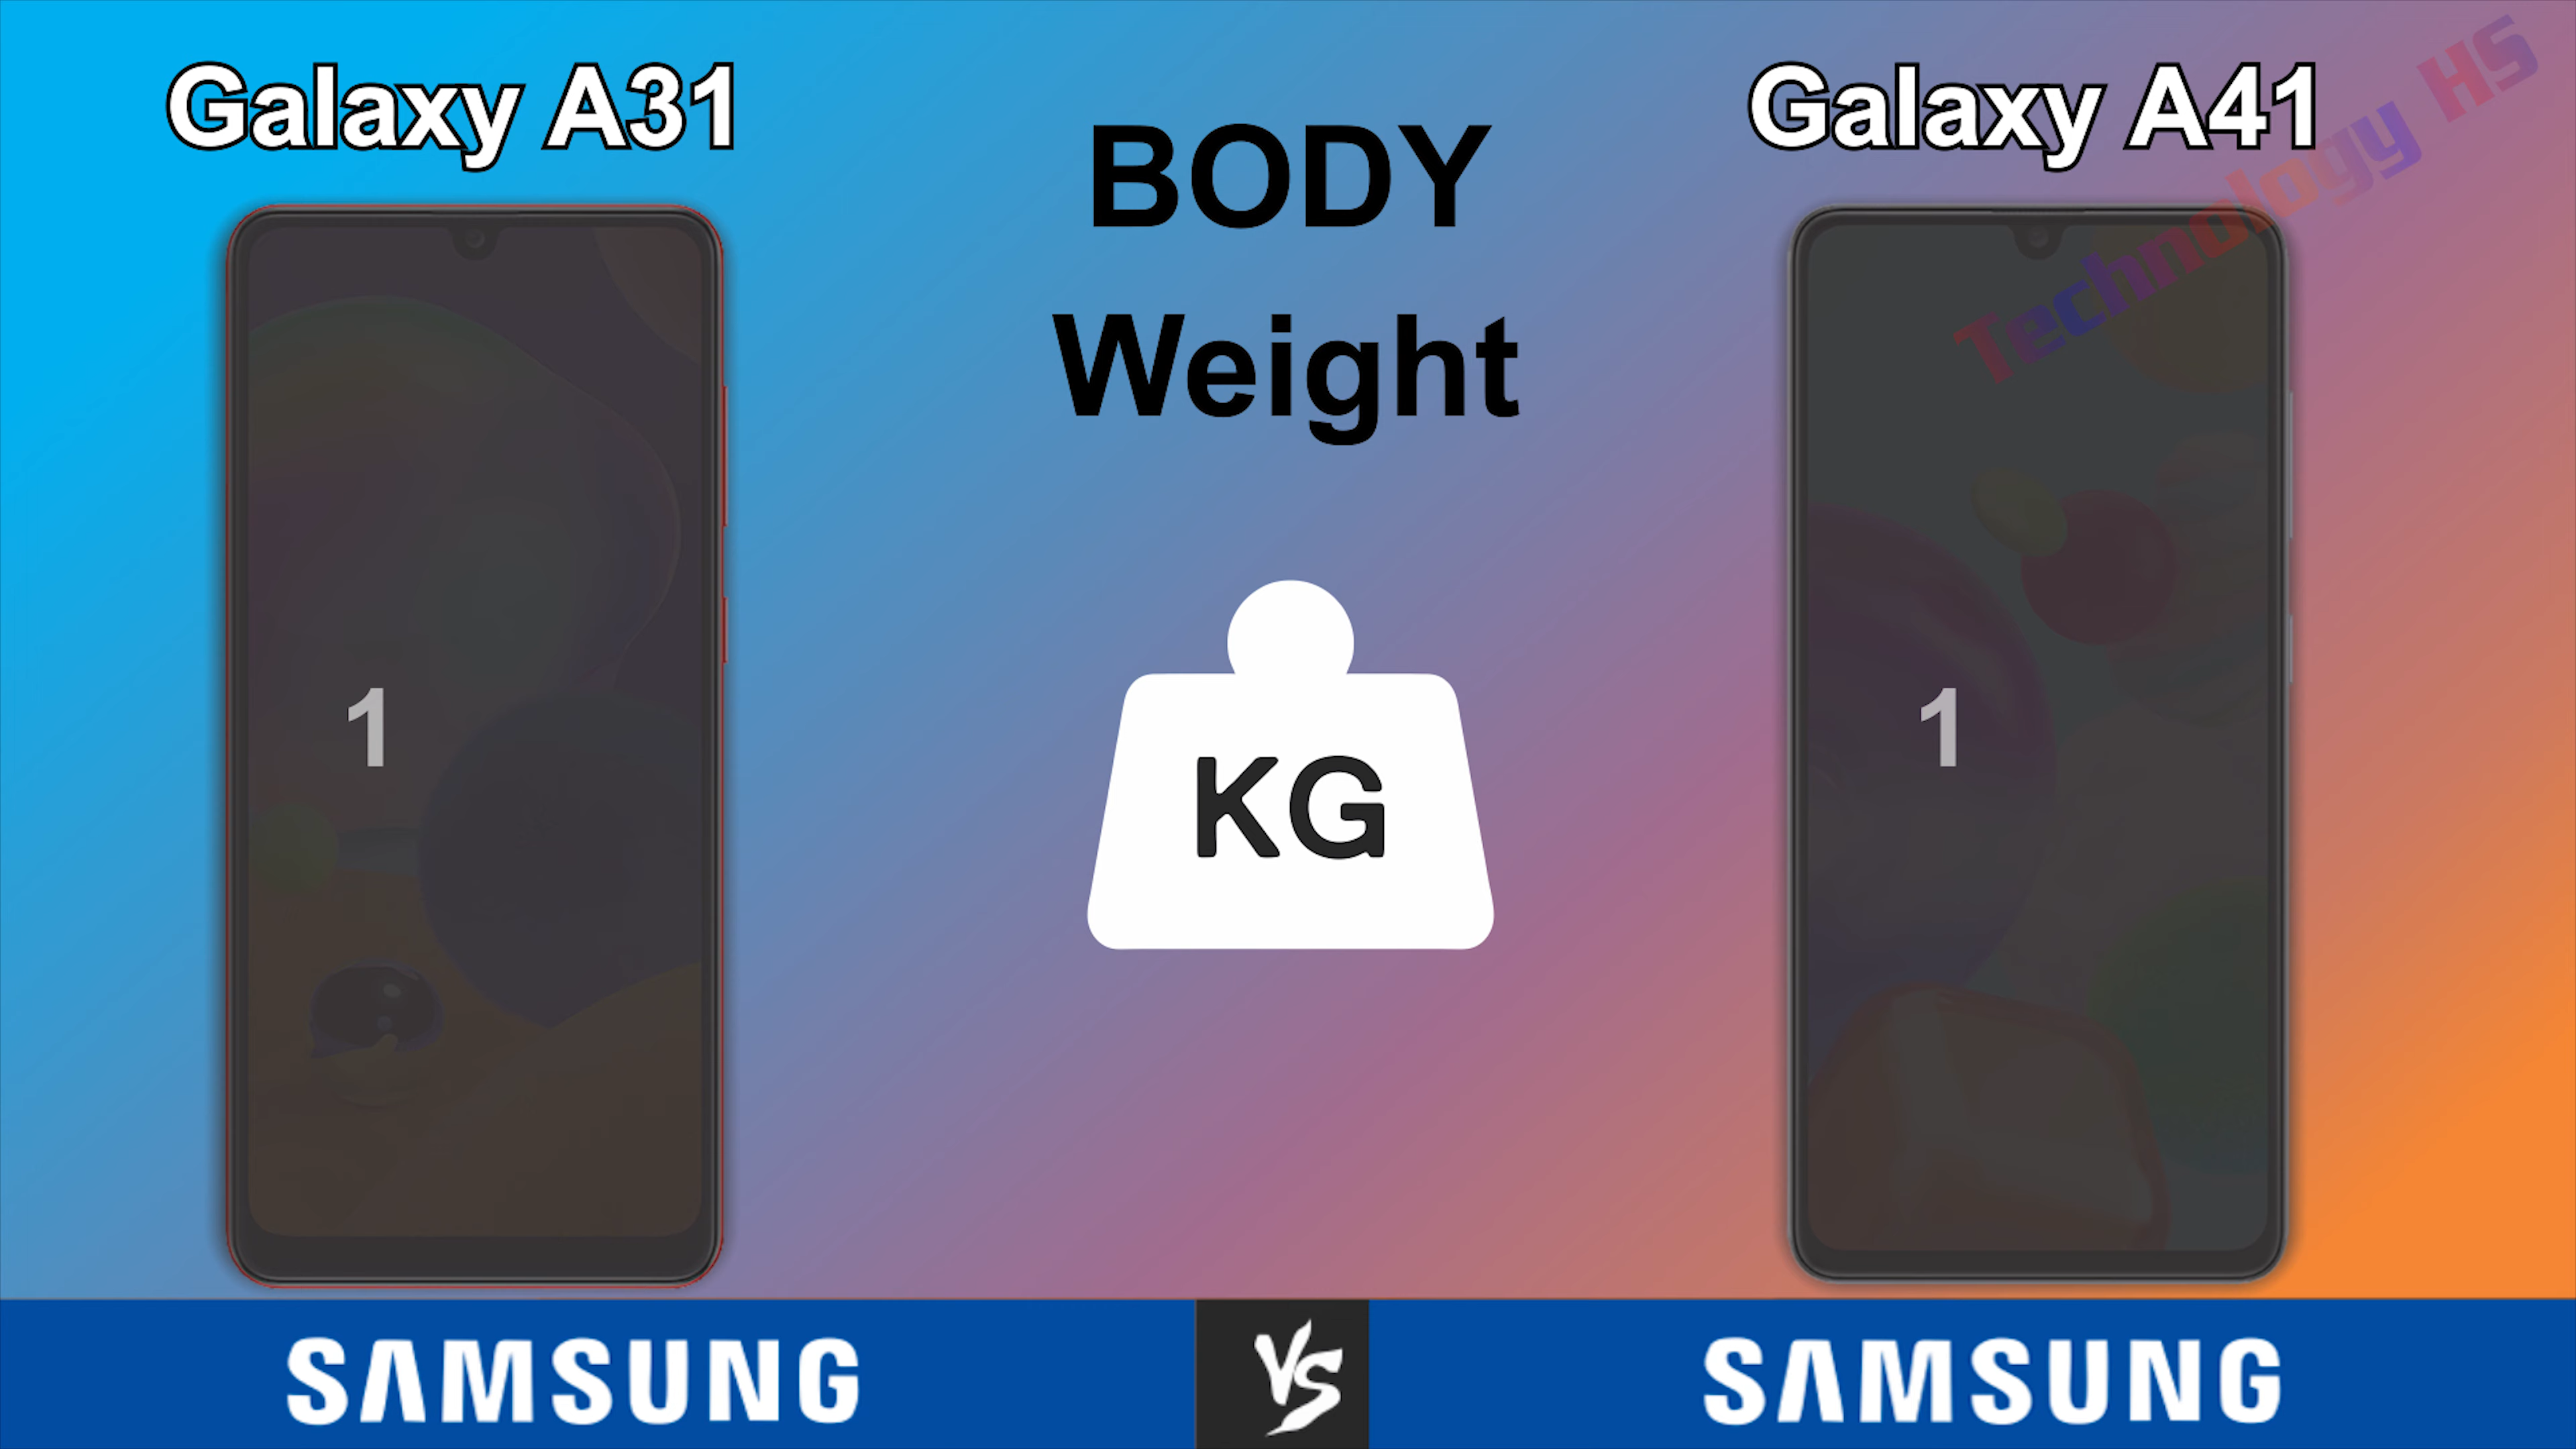 Galaxy A31
BODY
Weight
Galaxy A41
Technology HS
1
KG
1
SAMSUNG
VS
SAMSUNG